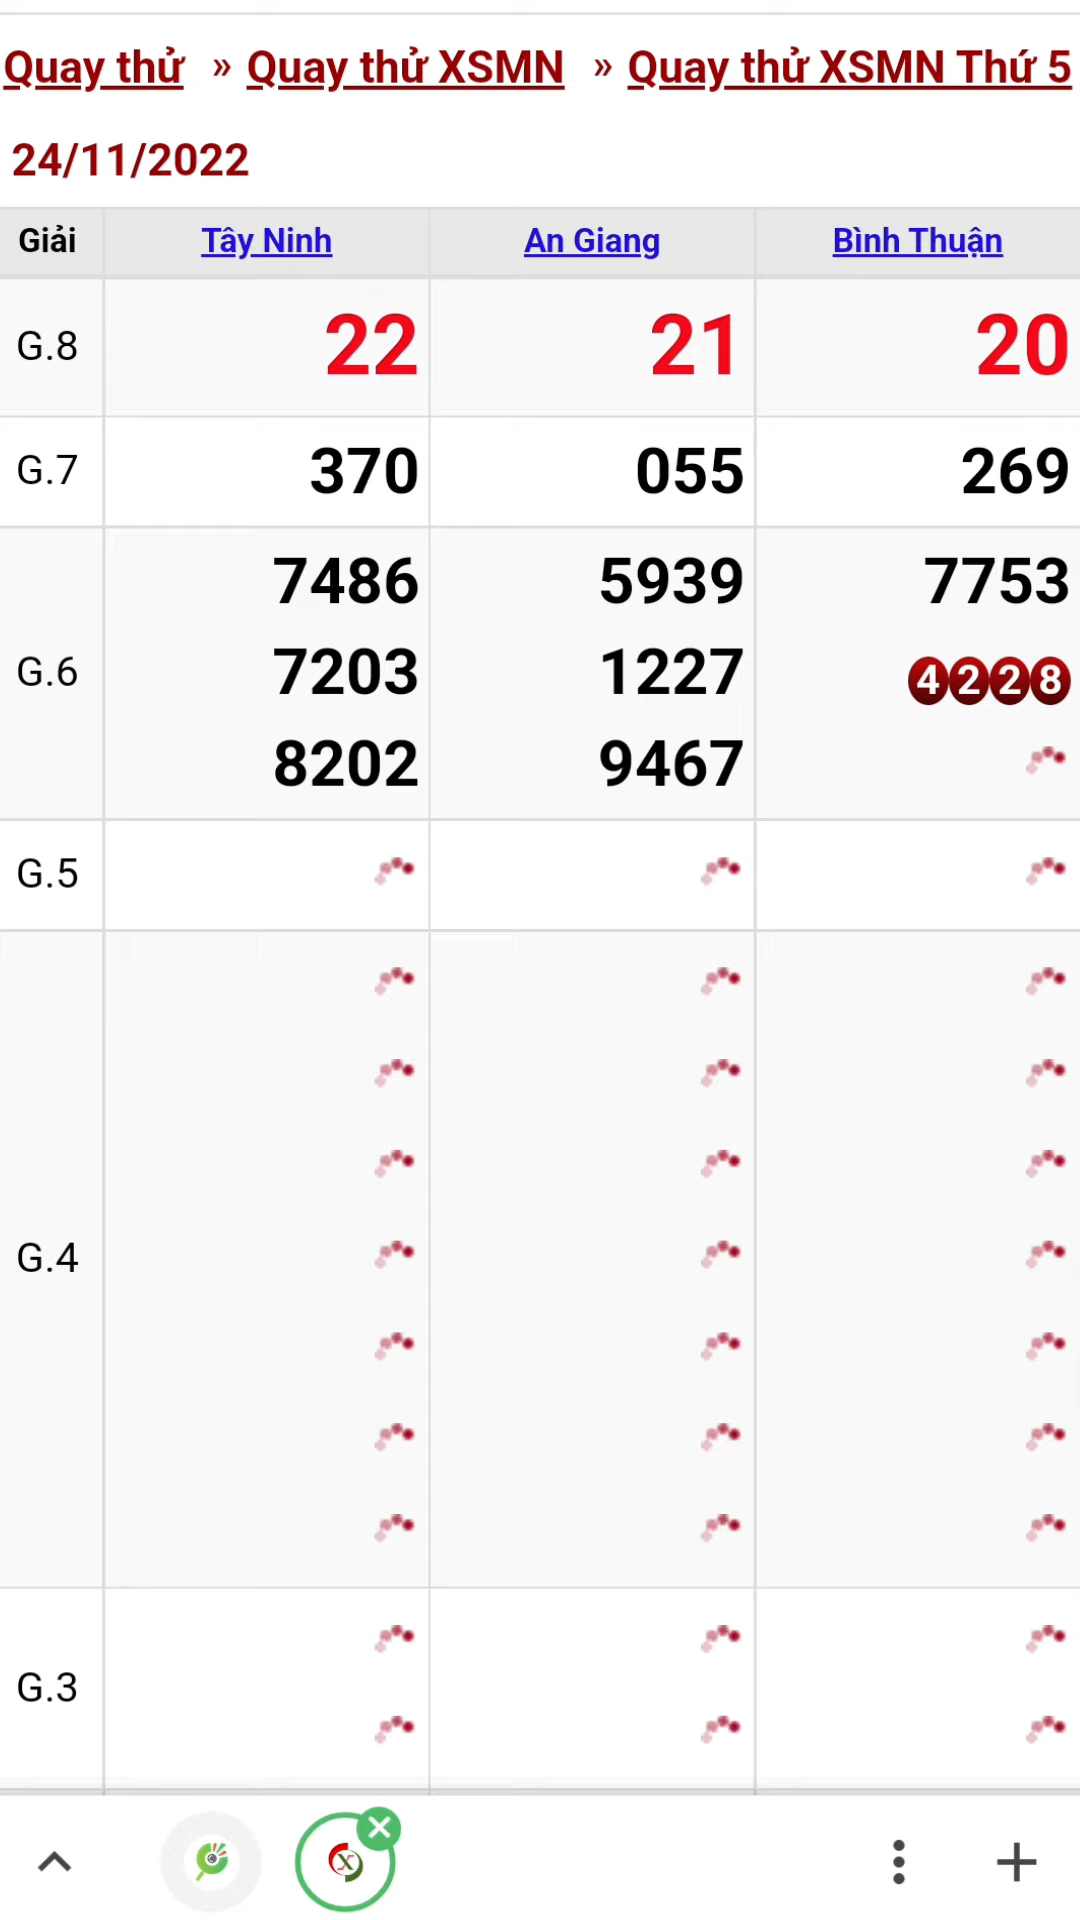 Quay thử » Quay thử XSMN » Quay thử XSMN Thứ 5
24/11/2022
Giải Tây Ninh An Giang Bình Thuận
G.8 22 21 20
G.7 370 055 269
G.6 7486 5939 7753
7203 1227 4228
8202 9467
G.5
G.4
G.3